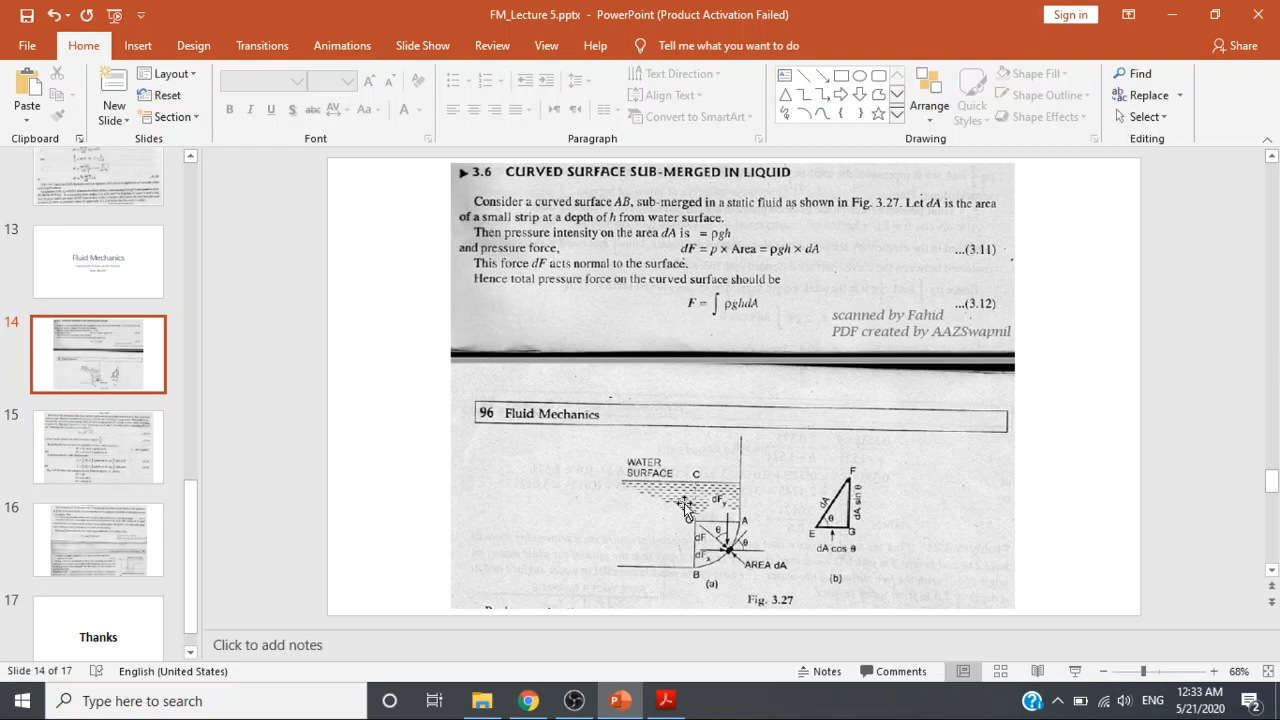 FM_Lecture 5.pptx - PowerPoint (Product Activation Failed)
Sign in
File Home Insert Design Transitions Animations Slide Show Review View Help Tell me what you want to do Share
Paste
Clipboard
New Slide
Layout
Reset
Section
Slides
B I U S abc AV Aa A
Font
Text Direction
Align Text
Convert to SmartArt
Paragraph
Arrange
Quick Styles
Shape Fill
Shape Outline
Shape Effects
Drawing
Find
Replace
Select
Editing
13
Fluid Mechanics
14
15
16
17
Thanks
3.6 CURVED SURFACE SUB-MERGED IN LIQUID
Consider a curved surface AB, sub-merged in a static fluid as shown in Fig. 3.27. Let dA is the area
of a small strip at a depth of h from water surface.
Then pressure intensity on the area dA is = ρgh
and pressure force, dF = p × Area = ρgh × dA ...(3.11)
This force dF acts normal to the surface.
Hence total pressure force on the curved surface should be
F = ∫ ρghdA ...(3.12)
scanned by Fahid
PDF created by AAZSwapnil
96 Fluid Mechanics
WATER
SURFACE C
dFy
θ A
dF θ
dFx
AREA dA
B
(a)
F
dA
dA sin θ
θ
E G
dA cos θ
(b)
Fig. 3.27
Click to add notes
Slide 14 of 17 English (United States) Notes Comments 68%
Type here to search
ENG
12:33 AM
5/21/2020
2